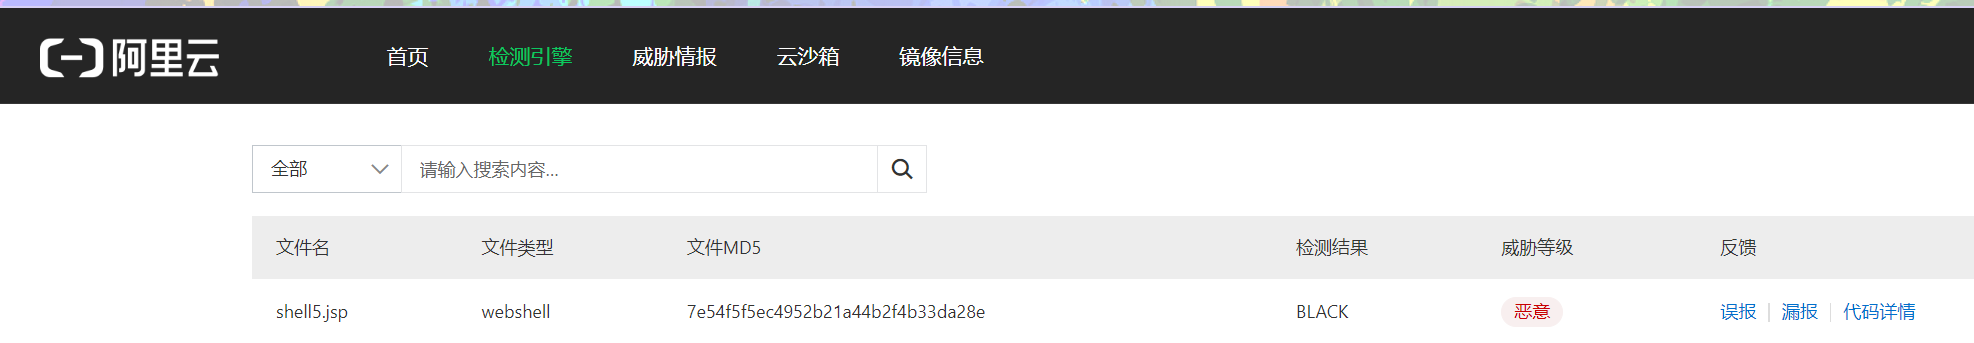 阿里云 首页 检测引擎 威胁情报 云沙箱 镜像信息
全部 请输入搜索内容...
文件名 文件类型 文件MD5 检测结果 威胁等级 反馈
shell5.jsp webshell 7e54f5f5ec4952b21a44b2f4b33da28e BLACK 恶意 误报 漏报 代码详情